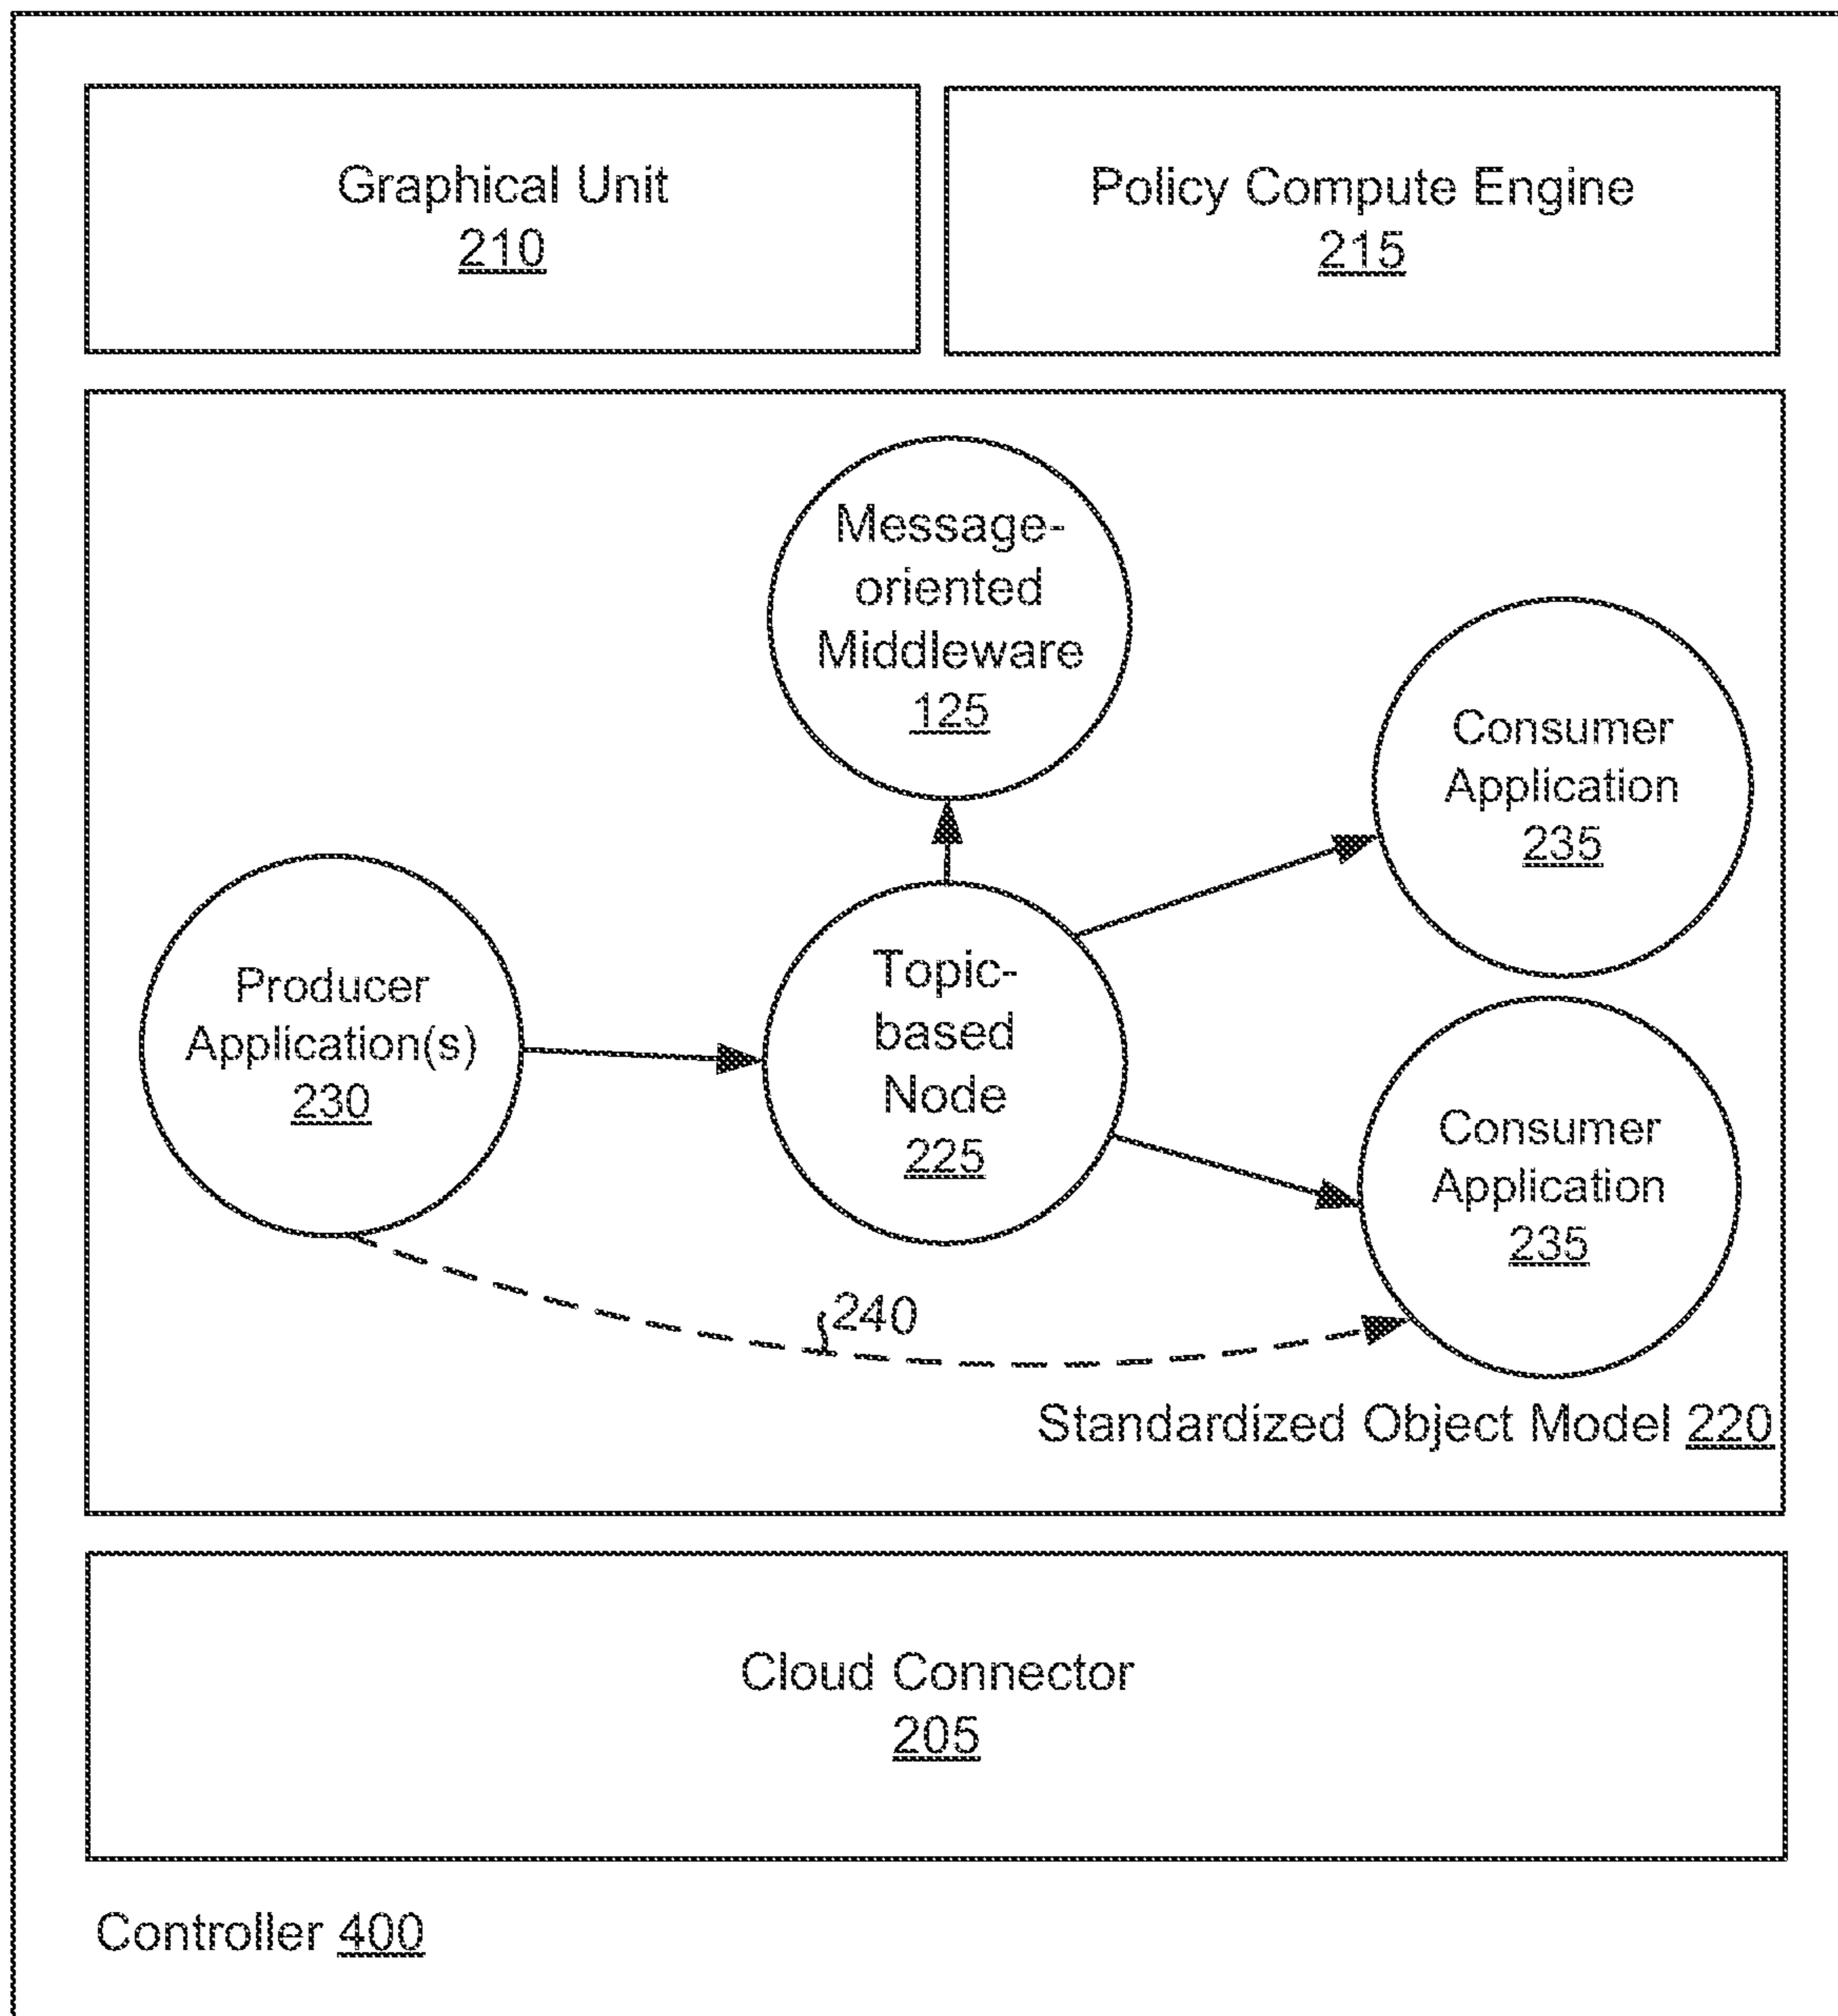 Graphical Unit
210
Policy Compute Engine
215
Message-
oriented
Middleware
125
Consumer
Application
235
Producer
Application(s)
230
Topic-
based
Node
225
Consumer
Application
235
240
Standardized Object Model 220
Cloud Connector
205
Controller 400